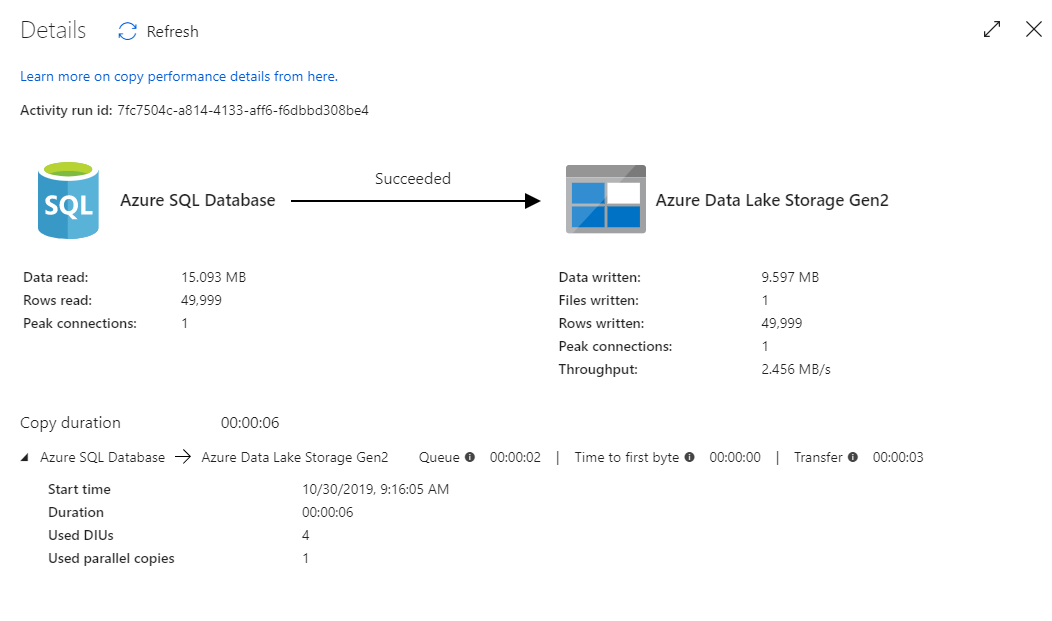 Details Refresh
Learn more on copy performance details from here.
Activity run id: 7fc7504c-a814-4133-aff6-f6dbbd308be4
Succeeded
SQL Azure SQL Database Azure Data Lake Storage Gen2
Data read: 15.093 MB
Rows read: 49,999
Peak connections: 1
Data written: 9.597 MB
Files written: 1
Rows written: 49,999
Peak connections: 1
Throughput: 2.456 MB/s
Copy duration 00:00:06
Azure SQL Database → Azure Data Lake Storage Gen2 Queue 00:00:02 | Time to first byte 00:00:00 | Transfer 00:00:03
Start time 10/30/2019, 9:16:05 AM
Duration 00:00:06
Used DIUs 4
Used parallel copies 1